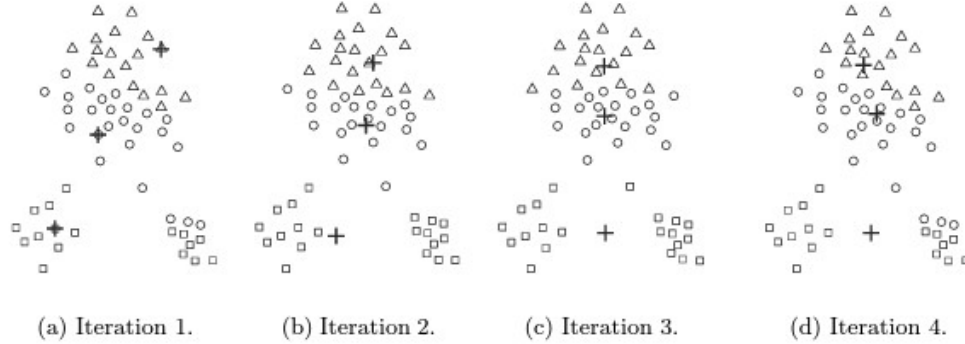 (a) Iteration 1.
(b) Iteration 2.
(c) Iteration 3.
(d) Iteration 4.